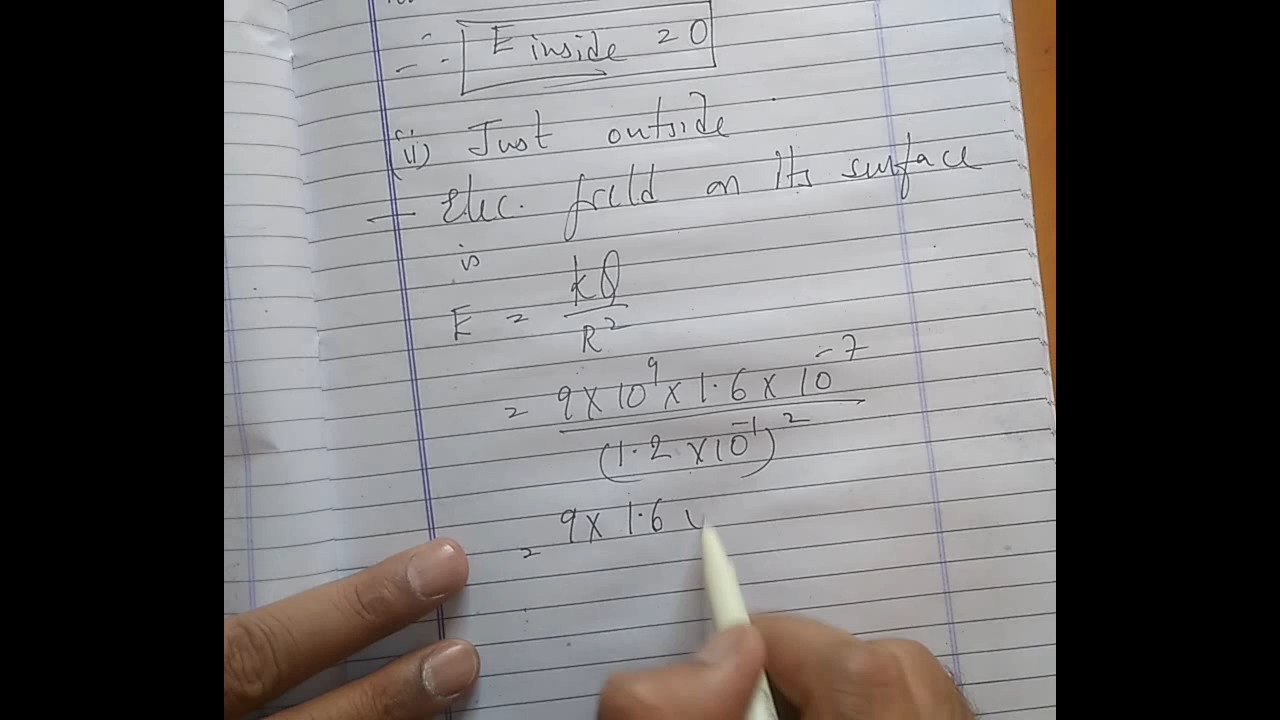 ∴ E inside = 0
(ii) Just outside
— Elec. field on its surface
is
E = kQ / R²
= 9 × 10⁹ × 1.6 × 10⁻⁷ / (1.2 × 10⁻¹)²
= 9 × 1.6